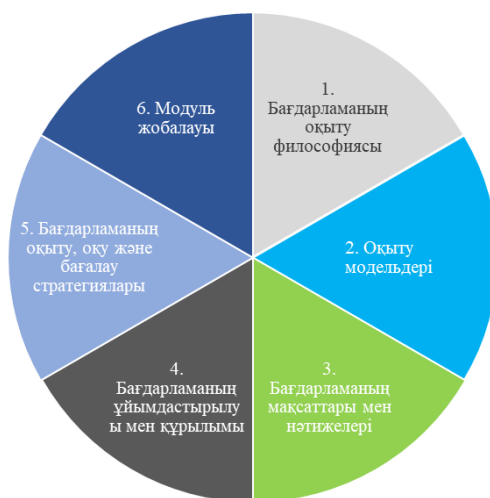 1.
Бағдарламаның
оқыту
философиясы
2. Оқыту
модельдері
3.
Бағдарламаның
мақсаттары мен
нәтижелері
4.
Бағдарламаның
ұйымдастырылу
ы мен құрылымы
5. Бағдарламаның
оқыту, оқу және
бағалау
стратегиялары
6. Модуль
жобалауы